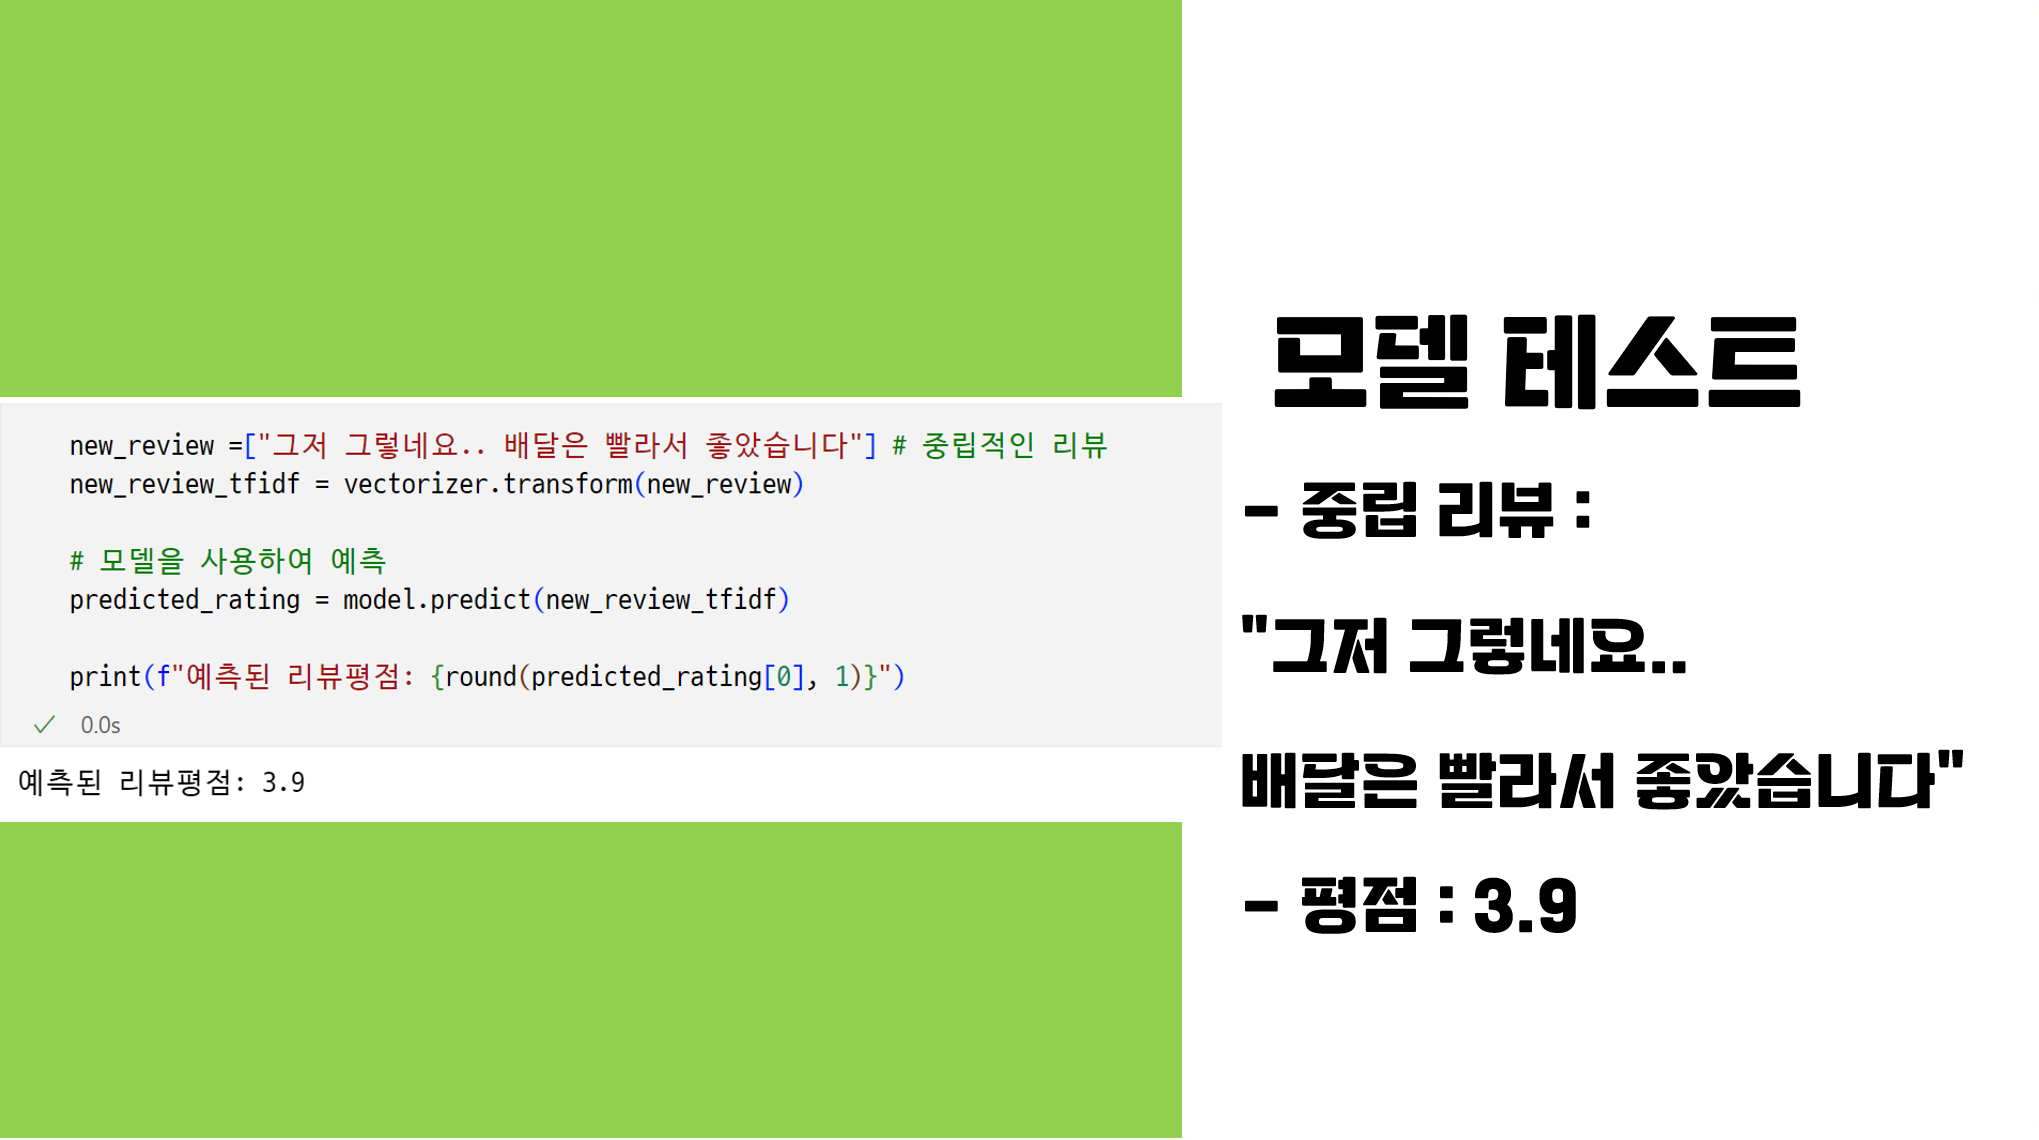 new_review =["그저 그렇네요.. 배달은 빨라서 좋았습니다"] # 중립적인 리뷰
new_review_tfidf = vectorizer.transform(new_review)
# 모델을 사용하여 예측
predicted_rating = model.predict(new_review_tfidf)
print(f"예측된 리뷰평점: {round(predicted_rating[0], 1)}")
✓ 0.0s
예측된 리뷰평점: 3.9
모델 테스트
- 중립 리뷰 :
"그저 그렇네요..
배달은 빨라서 좋았습니다"
- 평점 : 3.9